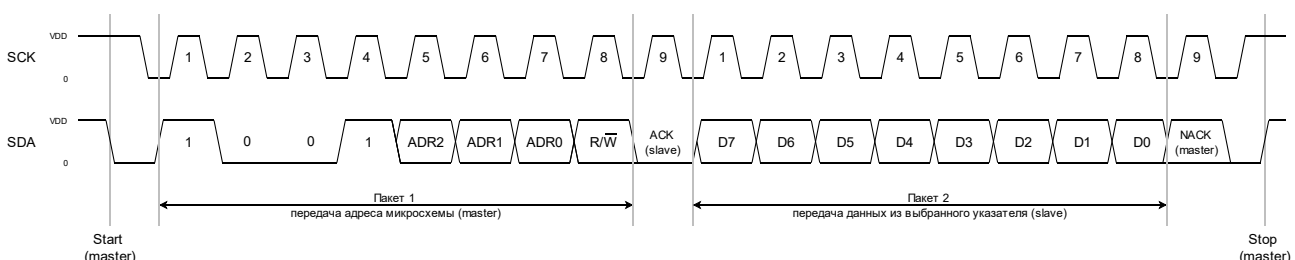 VDD
SCK 1 2 3 4 5 6 7 8 9 1 2 3 4 5 6 7 8 9
0
VDD
SDA 1 0 0 1 ADR2 ADR1 ADR0 R/W̅ ACK D7 D6 D5 D4 D3 D2 D1 D0 NACK
(slave) (master)
0
Пакет 1 Пакет 2
передача адреса микросхемы (master) передача данных из выбранного указателя (slave)
Start Stop
(master) (master)